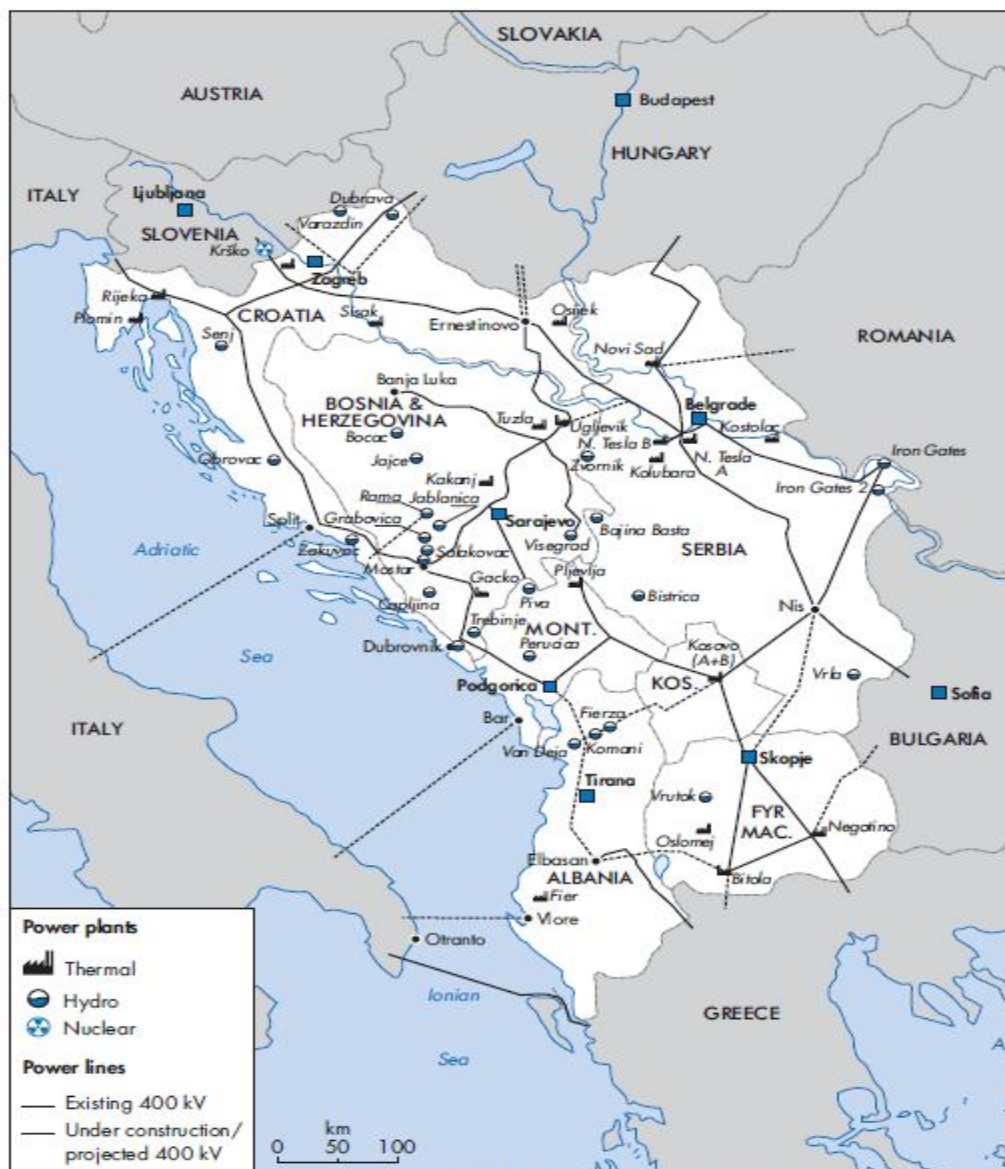 SLOVAKIA
AUSTRIA
Budapest
HUNGARY
ITALY
Ljubljana
Dubrava
Varazdin
SLOVENIA
Krško
Zagreb
Rijeka
Plomin
CROATIA
Sisak
Ernestinovo
Osijek
Senj
Novi Sad
ROMANIA
Banja Luka
BOSNIA &
HERZEGOVINA
Tuzla
Ugljevik
Belgrade
Kostolac
Bocac
N. Tesla B
N. Tesla
A
Zvornik
Kolubara
Iron Gates
Obrovac
Jajce
Kakanj
Iron Gates 2
Rama
Jablanica
Grabovica
Split
Sarajevo
Bajina Basta
Zakuvac
Salakovac
Visegrad
SERBIA
Adriatic
Mostar
Gacko
Pljevlja
Capljina
Piva
Bistrica
Nis
Trebinje
MONT.
Sea
Dubrovnik
Perucica
Kosovo
(A+B)
Podgorica
KOS.
Vrla
Sofia
Bar
Fierza
ITALY
Van Deja
Komani
Skopje
BULGARIA
Tirana
Vrutok
FYR
MAC.
Oslomej
Negotino
Elbasan
ALBANIA
Bitola
Fier
Vlore
Otranto
Ionian
GREECE
Sea
A
Power plants
Thermal
Hydro
Nuclear
Power lines
Existing 400 kV
Under construction/
projected 400 kV
km
0 50 100